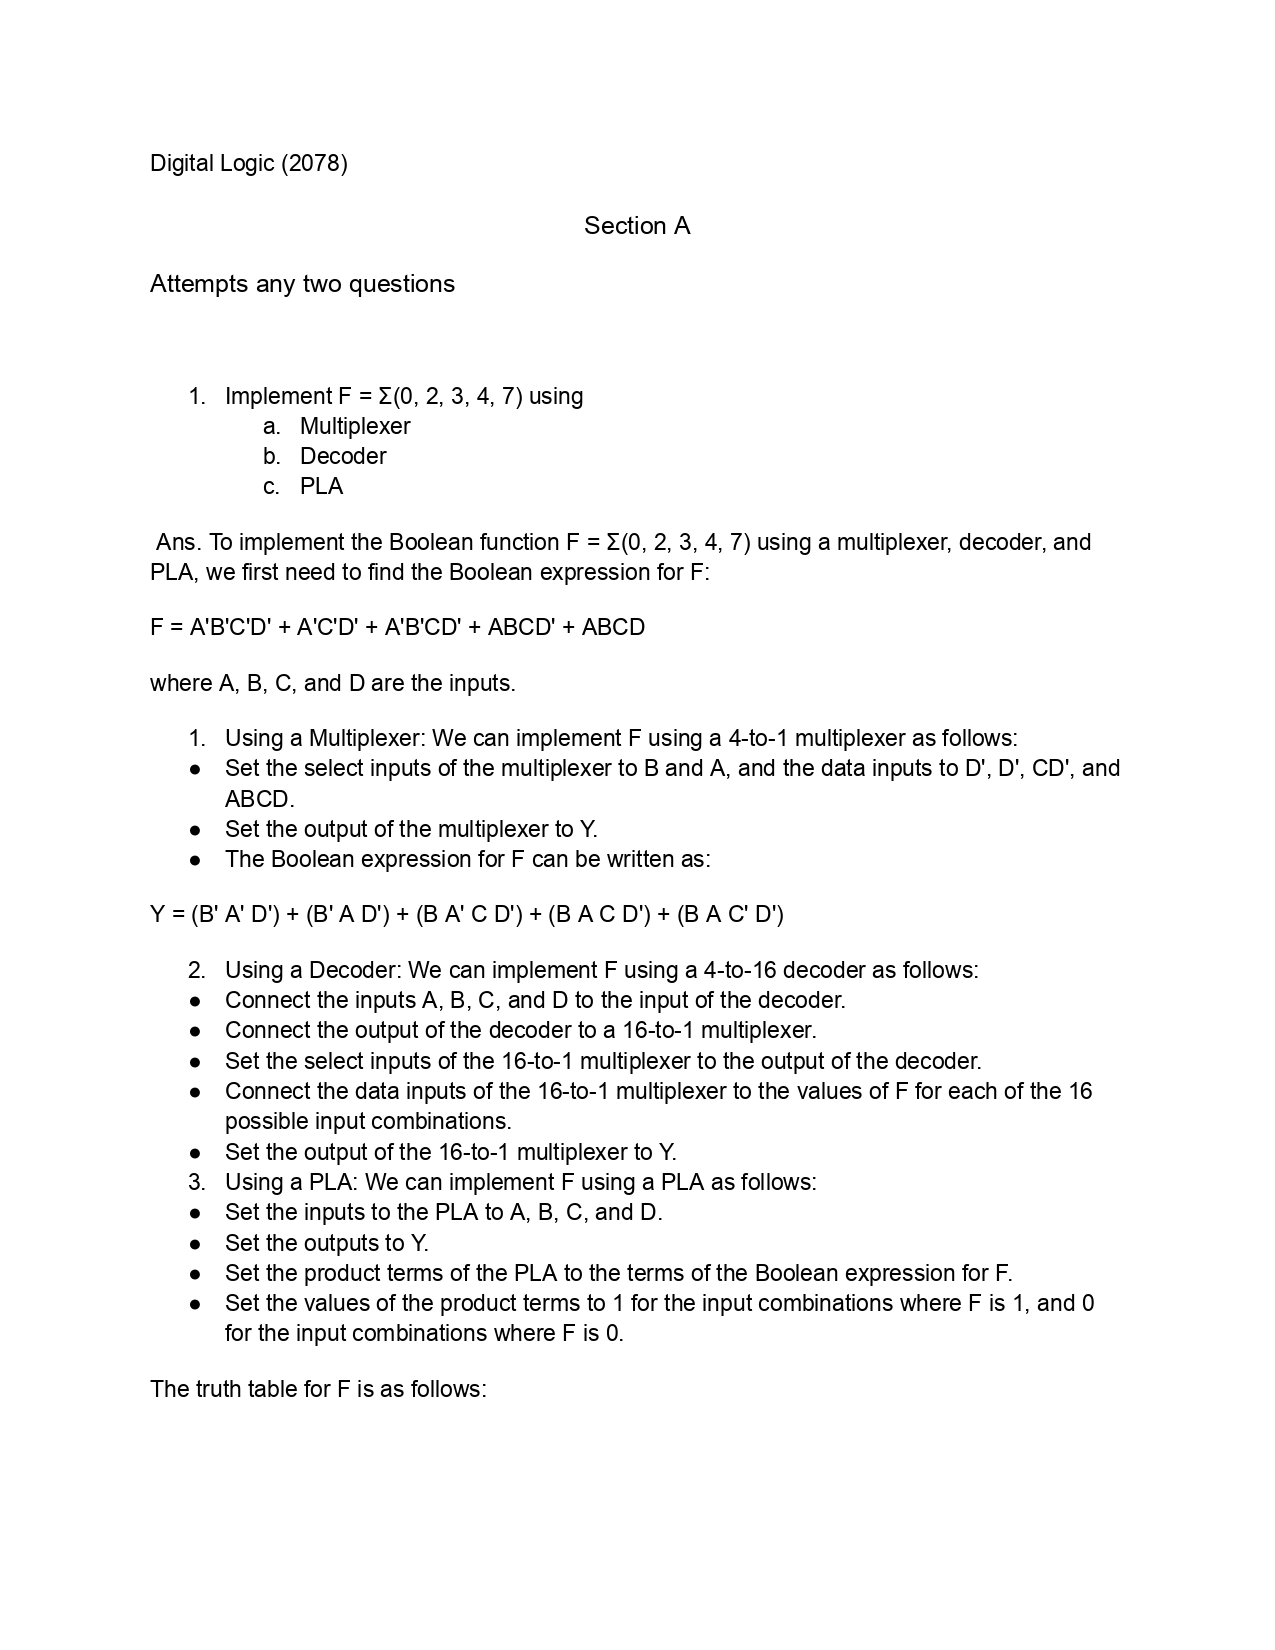 Digital Logic (2078)
Section A
Attempts any two questions
1. Implement F = Σ(0, 2, 3, 4, 7) using
a. Multiplexer
b. Decoder
c. PLA
Ans. To implement the Boolean function F = Σ(0, 2, 3, 4, 7) using a multiplexer, decoder, and
PLA, we first need to find the Boolean expression for F:
F = A'B'C'D' + A'C'D' + A'B'CD' + ABCD' + ABCD
where A, B, C, and D are the inputs.
1. Using a Multiplexer: We can implement F using a 4-to-1 multiplexer as follows:
● Set the select inputs of the multiplexer to B and A, and the data inputs to D', D', CD', and
ABCD.
● Set the output of the multiplexer to Y.
● The Boolean expression for F can be written as:
Y = (B' A' D') + (B' A D') + (B A' C D') + (B A C D') + (B A C' D')
2. Using a Decoder: We can implement F using a 4-to-16 decoder as follows:
● Connect the inputs A, B, C, and D to the input of the decoder.
● Connect the output of the decoder to a 16-to-1 multiplexer.
● Set the select inputs of the 16-to-1 multiplexer to the output of the decoder.
● Connect the data inputs of the 16-to-1 multiplexer to the values of F for each of the 16
possible input combinations.
● Set the output of the 16-to-1 multiplexer to Y.
3. Using a PLA: We can implement F using a PLA as follows:
● Set the inputs to the PLA to A, B, C, and D.
● Set the outputs to Y.
● Set the product terms of the PLA to the terms of the Boolean expression for F.
● Set the values of the product terms to 1 for the input combinations where F is 1, and 0
for the input combinations where F is 0.
The truth table for F is as follows: